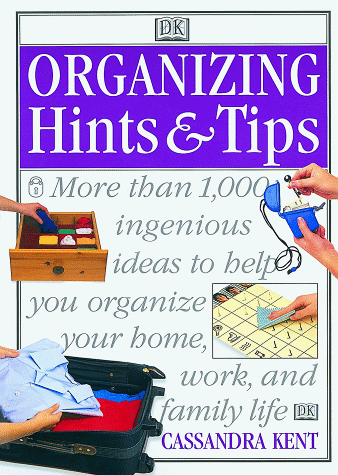 DK
ORGANIZING
Hints & Tips
More than 1,000
ingenious
ideas to help
you organize
your home,
work, and
family life
DK
CASSANDRA KENT